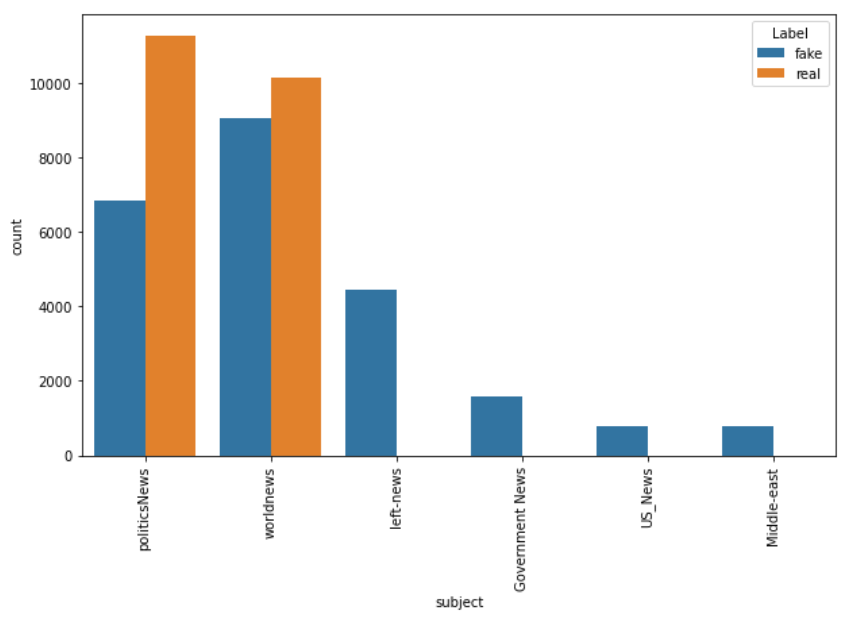 Label
fake
real
10000
8000
6000
4000
2000
0
count
politicsNews
worldnews
left-news
Government News
US_News
Middle-east
subject